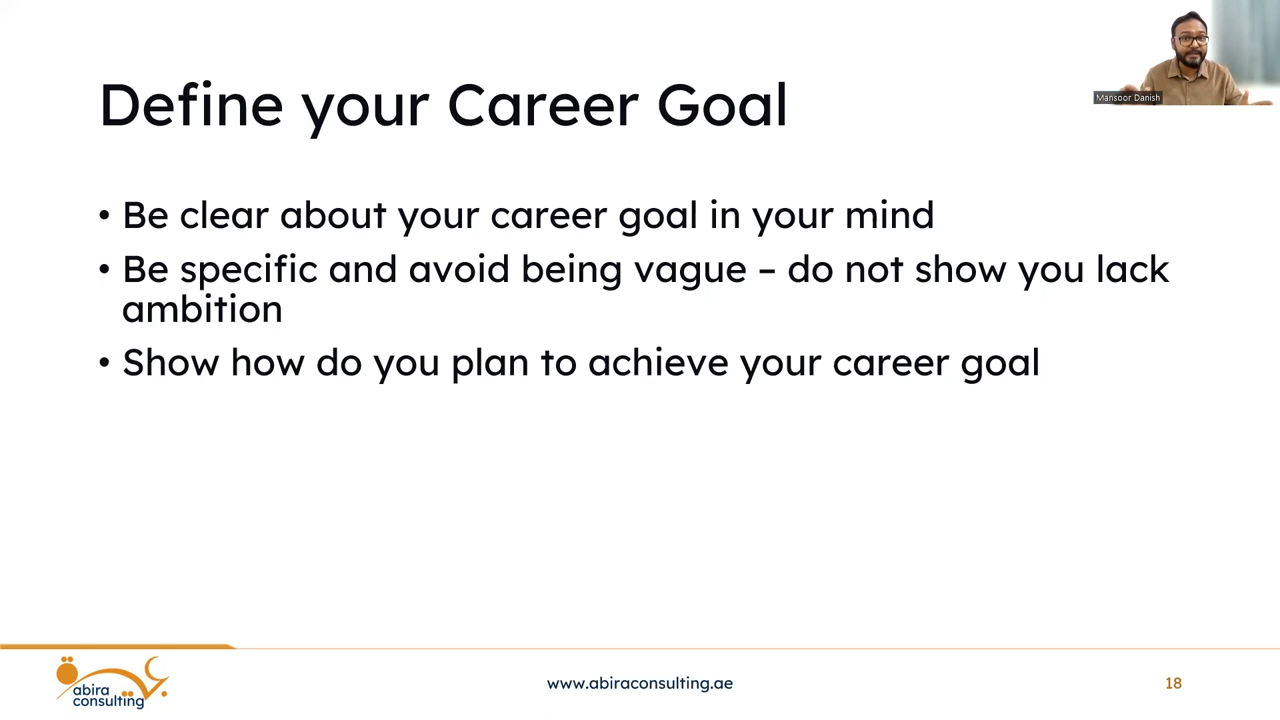 Mansoor Danish
Define your Career Goal
• Be clear about your career goal in your mind
• Be specific and avoid being vague – do not show you lack
ambition
• Show how do you plan to achieve your career goal
abira
consulting
www.abiraconsulting.ae
18